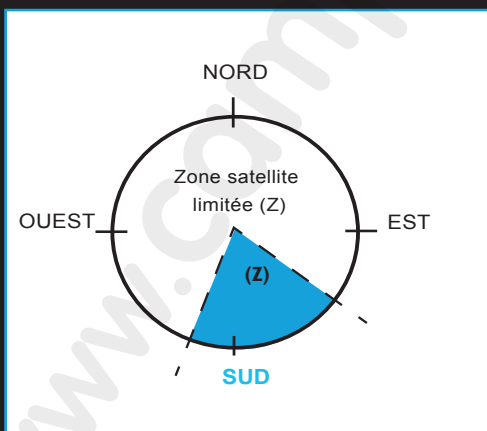 NORD
Zone satellite
limitée (Z)
OUEST
EST
(Z)
SUD